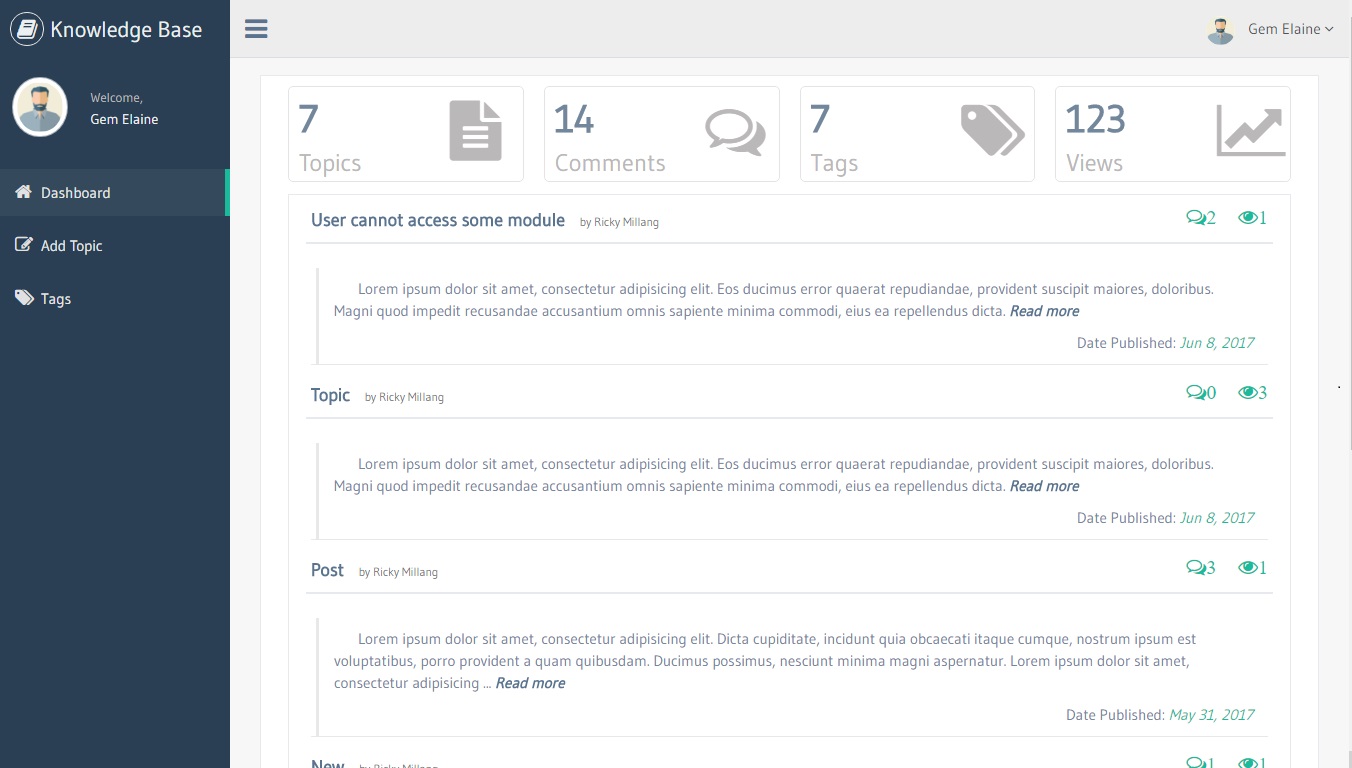 Knowledge Base
Gem Elaine
Welcome,
Gem Elaine
Dashboard
Add Topic
Tags
7
Topics
14
Comments
7
Tags
123
Views
User cannot access some module by Ricky Millang 2 1
Lorem ipsum dolor sit amet, consectetur adipisicing elit. Eos ducimus error quaerat repudiandae, provident suscipit maiores, doloribus.
Magni quod impedit recusandae accusantium omnis sapiente minima commodi, eius ea repellendus dicta. Read more
Date Published: Jun 8, 2017
Topic by Ricky Millang 0 3
Lorem ipsum dolor sit amet, consectetur adipisicing elit. Eos ducimus error quaerat repudiandae, provident suscipit maiores, doloribus.
Magni quod impedit recusandae accusantium omnis sapiente minima commodi, eius ea repellendus dicta. Read more
Date Published: Jun 8, 2017
Post by Ricky Millang 3 1
Lorem ipsum dolor sit amet, consectetur adipisicing elit. Dicta cupiditate, incidunt quia obcaecati itaque cumque, nostrum ipsum est
voluptatibus, porro provident a quam quibusdam. Ducimus possimus, nesciunt minima magni aspernatur. Lorem ipsum dolor sit amet,
consectetur adipisicing ... Read more
Date Published: May 31, 2017
New by Ricky Millang 1 1